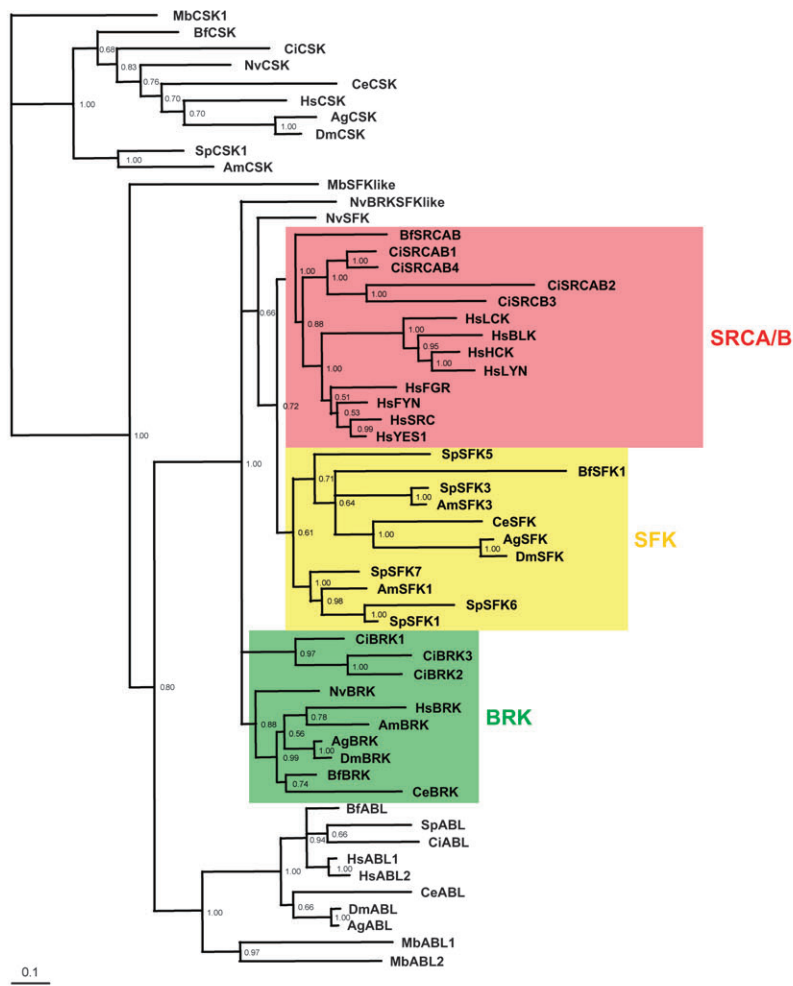 MbCSK1
BfCSK
0.68
CiCSK
0.83
NvCSK
0.76
CeCSK
0.70
HsCSK
1.00
0.70
AgCSK
1.00
DmCSK
SpCSK1
1.00
AmCSK
MbSFKlike
NvBRKSFKlike
NvSFK
BfSRCAB
CiSRCAB1
1.00
1.00
CiSRCAB4
1.00
CiSRCAB2
1.00
CiSRCB3
0.66
HsLCK
0.88
1.00
HsBLK
SRCA/B
0.95
HsHCK
1.00
1.00
HsLYN
HsFGR
0.51
HsFYN
0.72
0.53
HsSRC
0.99
HsYES1
1.00
SpSFK5
1.00
0.71
BfSFK1
SpSFK3
0.64
1.00
AmSFK3
CeSFK
0.61
1.00
AgSFK
SFK
1.00
DmSFK
SpSFK7
1.00
AmSFK1
0.98
SpSFK6
1.00
SpSFK1
CiBRK1
0.97
CiBRK3
1.00
CiBRK2
0.80
NvBRK
HsBRK
0.78
BRK
0.88
AmBRK
0.56
AgBRK
0.99
1.00
DmBRK
BfBRK
0.74
CeBRK
BfABL
SpABL
0.94
0.66
CiABL
HsABL1
1.00
1.00
HsABL2
CeABL
0.66
DmABL
1.00
1.00
AgABL
MbABL1
0.97
MbABL2
0.1